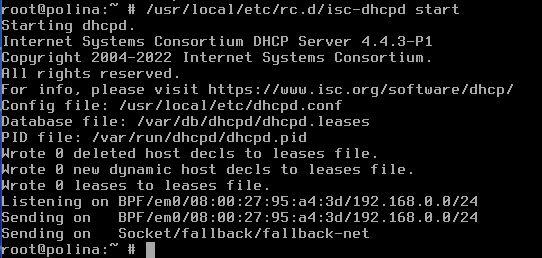 root@polina:~ # /usr/local/etc/rc.d/isc-dhcpd start
Starting dhcpd.
Internet Systems Consortium DHCP Server 4.4.3-P1
Copyright 2004-2022 Internet Systems Consortium.
All rights reserved.
For info, please visit https://www.isc.org/software/dhcp/
Config file: /usr/local/etc/dhcpd.conf
Database file: /var/db/dhcpd/dhcpd.leases
PID file: /var/run/dhcpd/dhcpd.pid
Wrote 0 deleted host decls to leases file.
Wrote 0 new dynamic host decls to leases file.
Wrote 0 leases to leases file.
Listening on BPF/em0/08:00:27:95:a4:3d/192.168.0.0/24
Sending on   BPF/em0/08:00:27:95:a4:3d/192.168.0.0/24
Sending on   Socket/fallback/fallback-net
root@polina:~ #